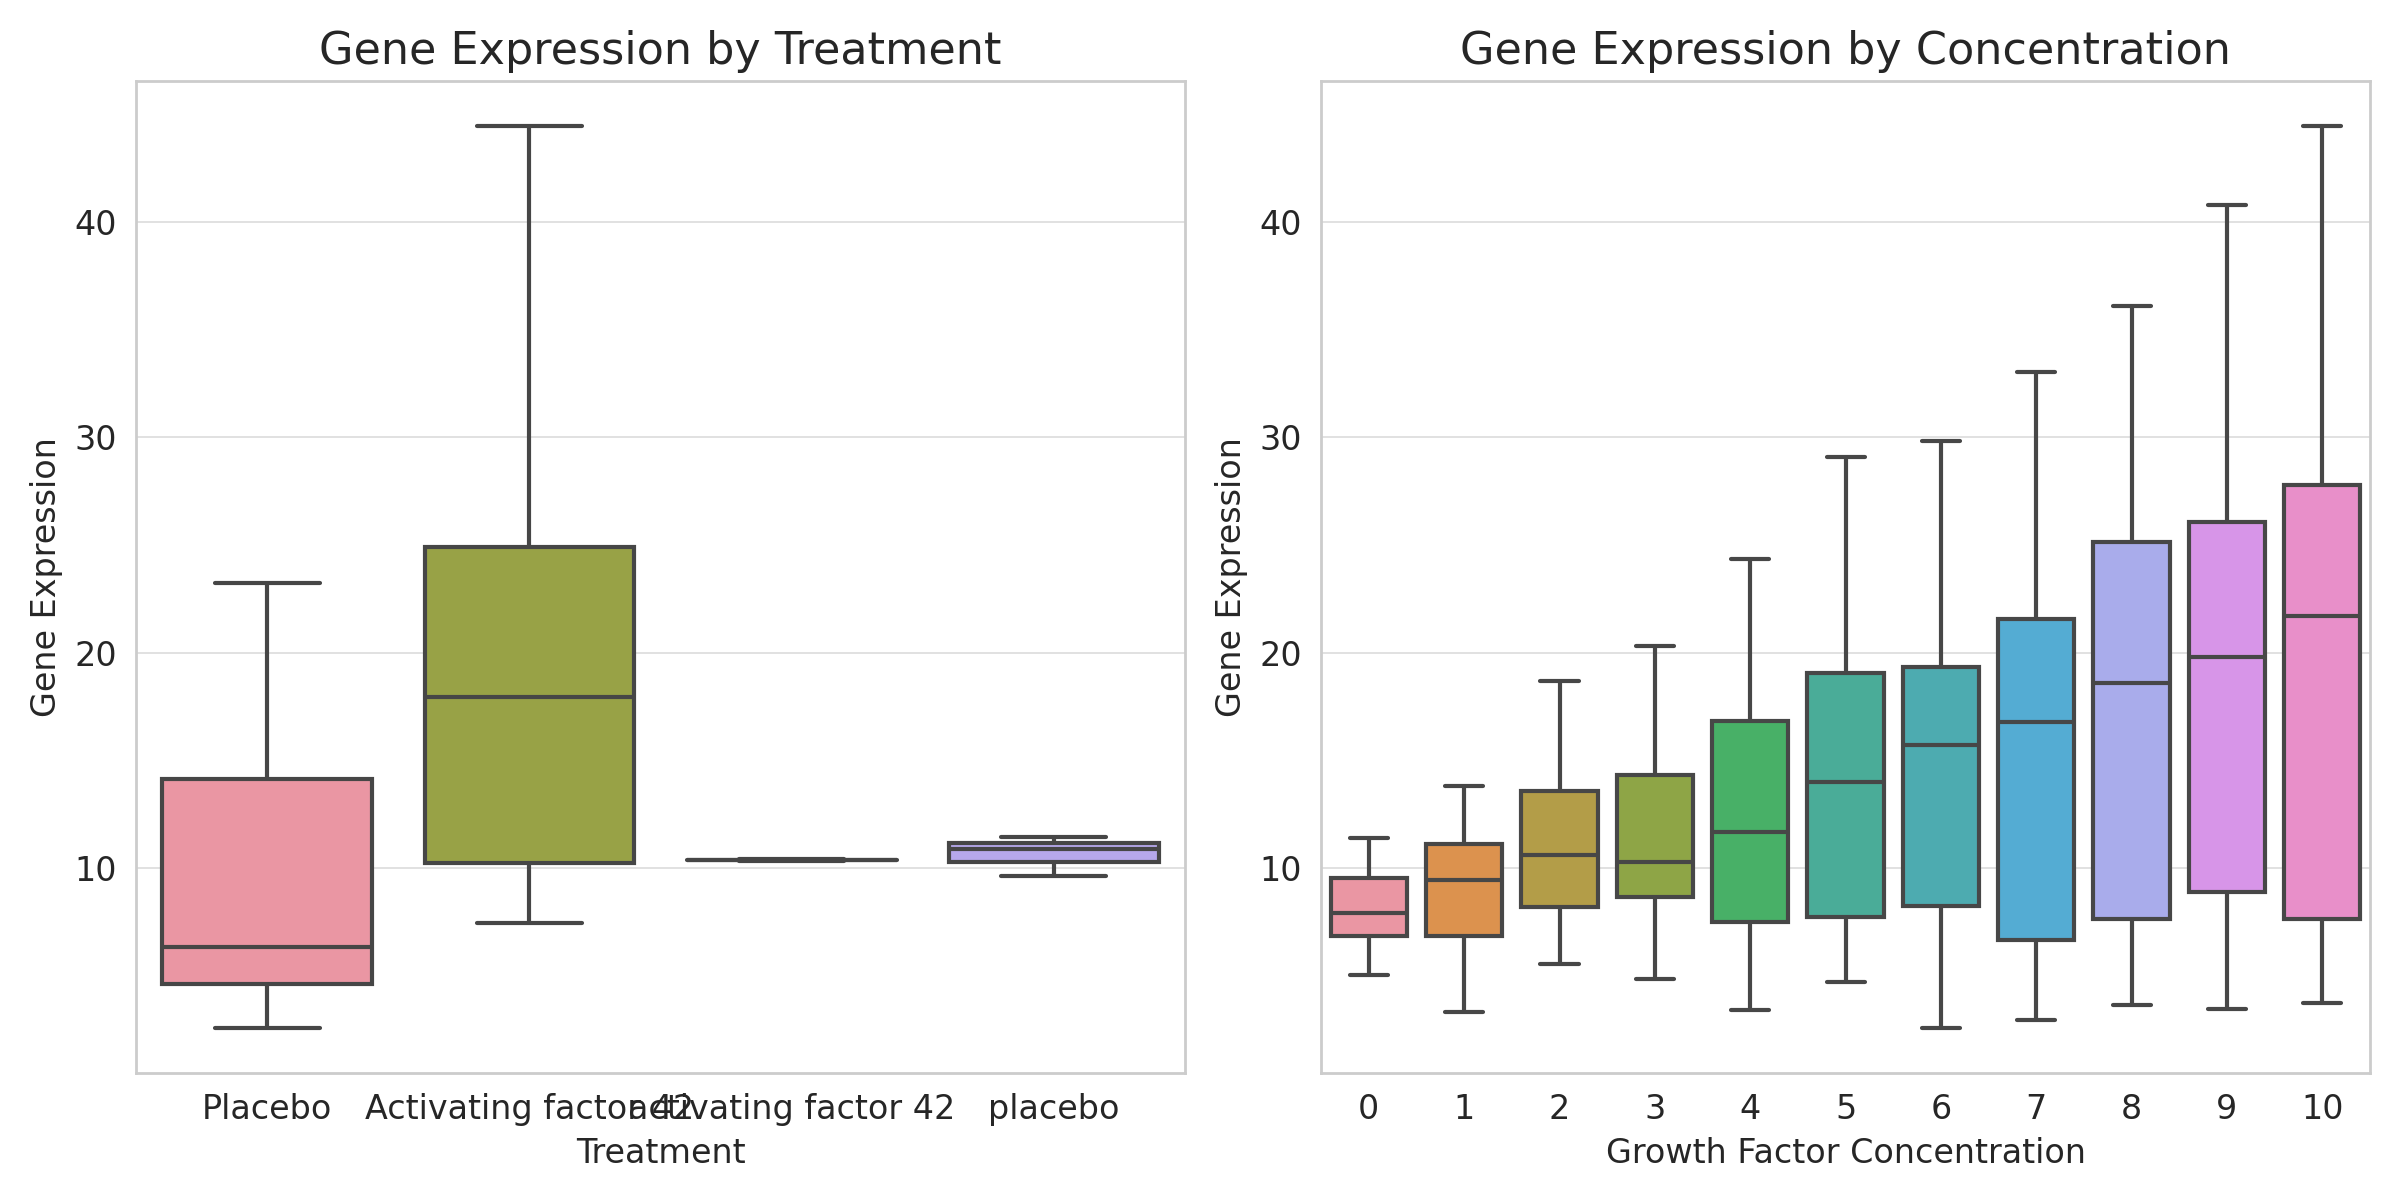 Gene Expression by Treatment
Gene Expression
40
30
20
10
Placebo
Activating factor 42
activating factor 42
placebo
Treatment
Gene Expression by Concentration
Gene Expression
40
30
20
10
0 1 2 3 4 5 6 7 8 9 10
Growth Factor Concentration